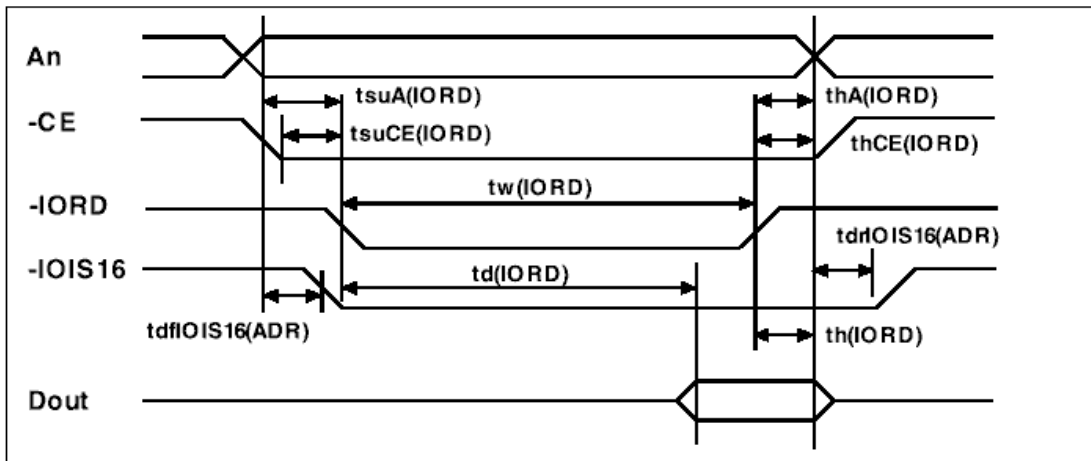 An
tsuA(IORD)
thA(IORD)
-CE
tsuCE(IORD)
thCE(IORD)
tw(IORD)
-IORD
tdrIOIS16(ADR)
-IOIS16
td(IORD)
tdfIOIS16(ADR)
th(IORD)
Dout